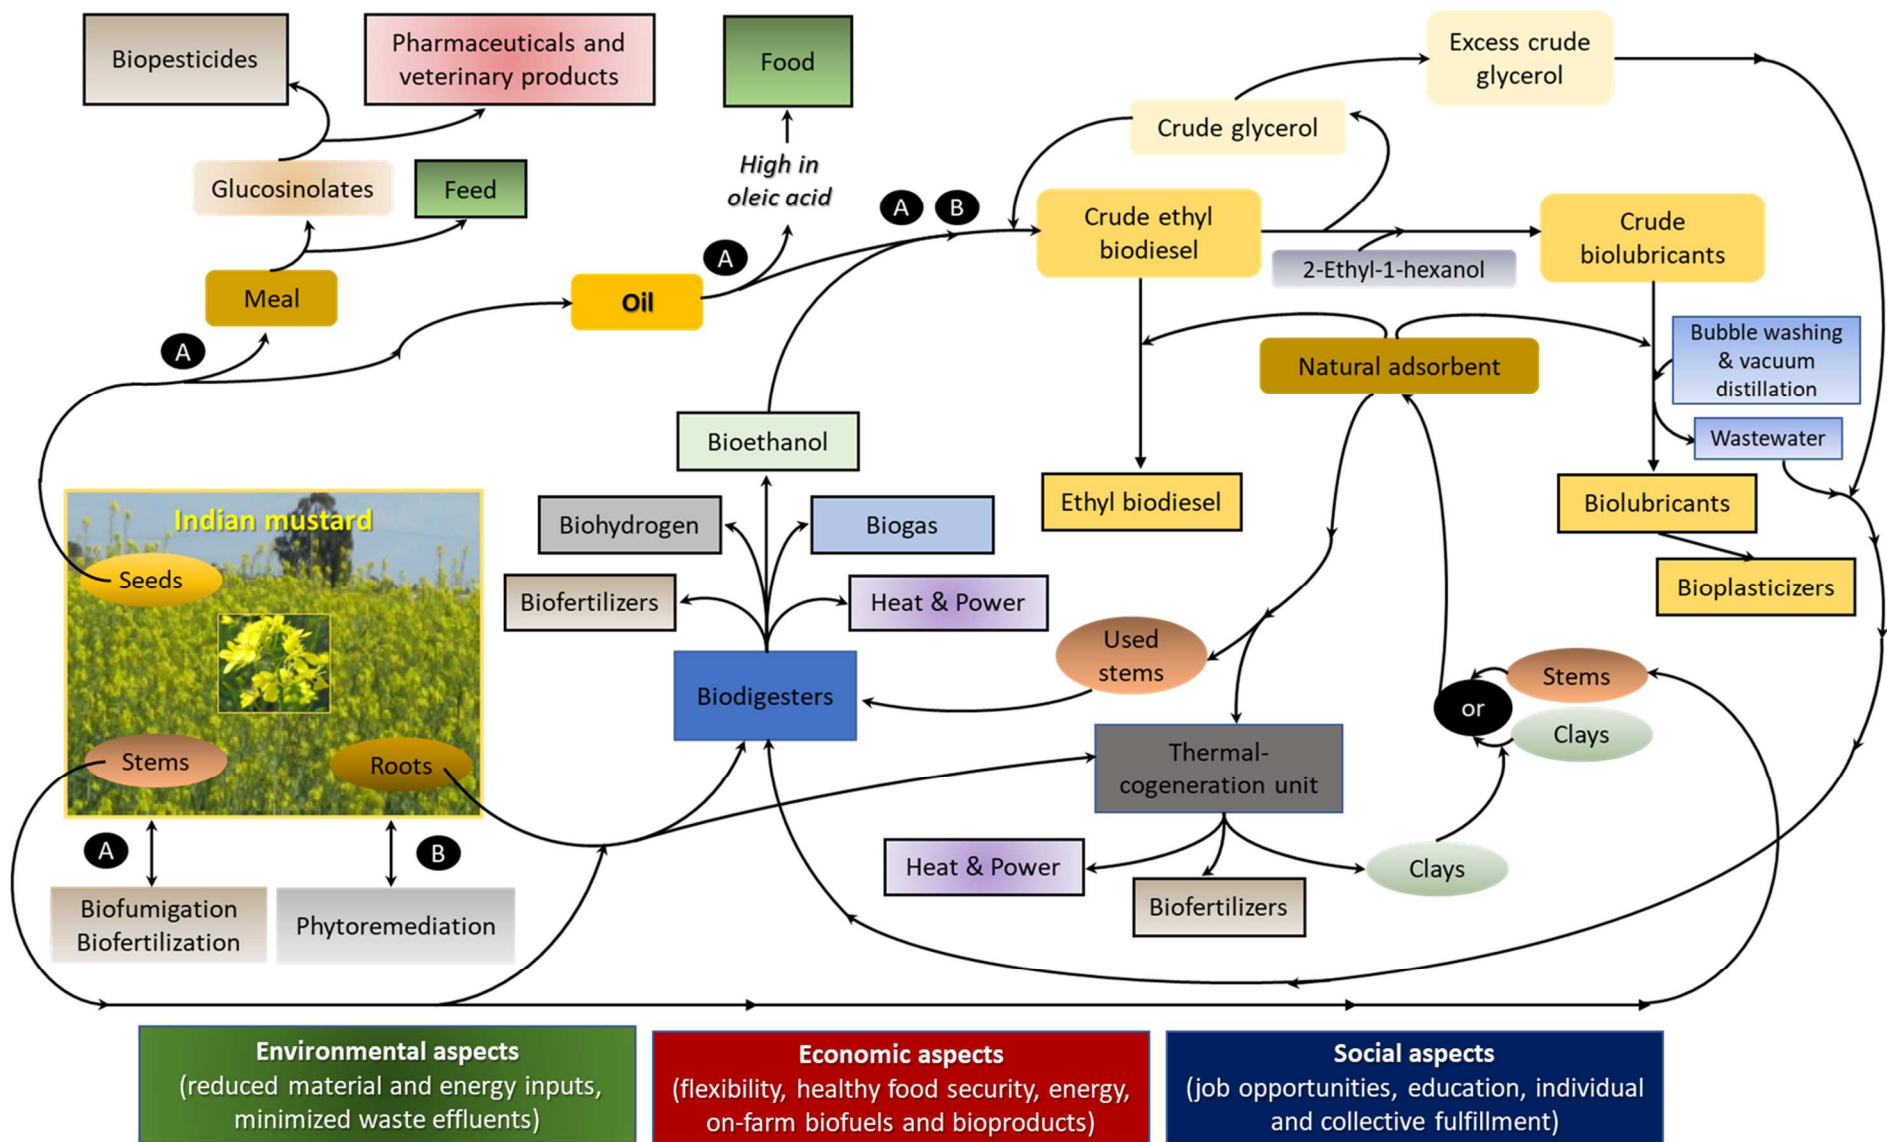 Biopesticides
Pharmaceuticals and
veterinary products
Food
Excess crude
glycerol
Crude glycerol
High in
oleic acid
Glucosinolates
Feed
A
B
Crude ethyl
biodiesel
Crude
biolubricants
A
2-Ethyl-1-hexanol
Meal
Oil
A
Natural adsorbent
Bubble washing
& vacuum
distillation
Bioethanol
Wastewater
Ethyl biodiesel
Biolubricants
Indian mustard
Biohydrogen
Biogas
Seeds
Biofertilizers
Heat & Power
Bioplasticizers
Used
stems
Stems
Biodigesters
or
Clays
Stems
Roots
Thermal-
cogeneration unit
A
B
Heat & Power
Clays
Biofertilizers
Biofumigation
Biofertilization
Phytoremediation
Environmental aspects
(reduced material and energy inputs,
minimized waste effluents)
Economic aspects
(flexibility, healthy food security, energy,
on-farm biofuels and bioproducts)
Social aspects
(job opportunities, education, individual
and collective fulfillment)